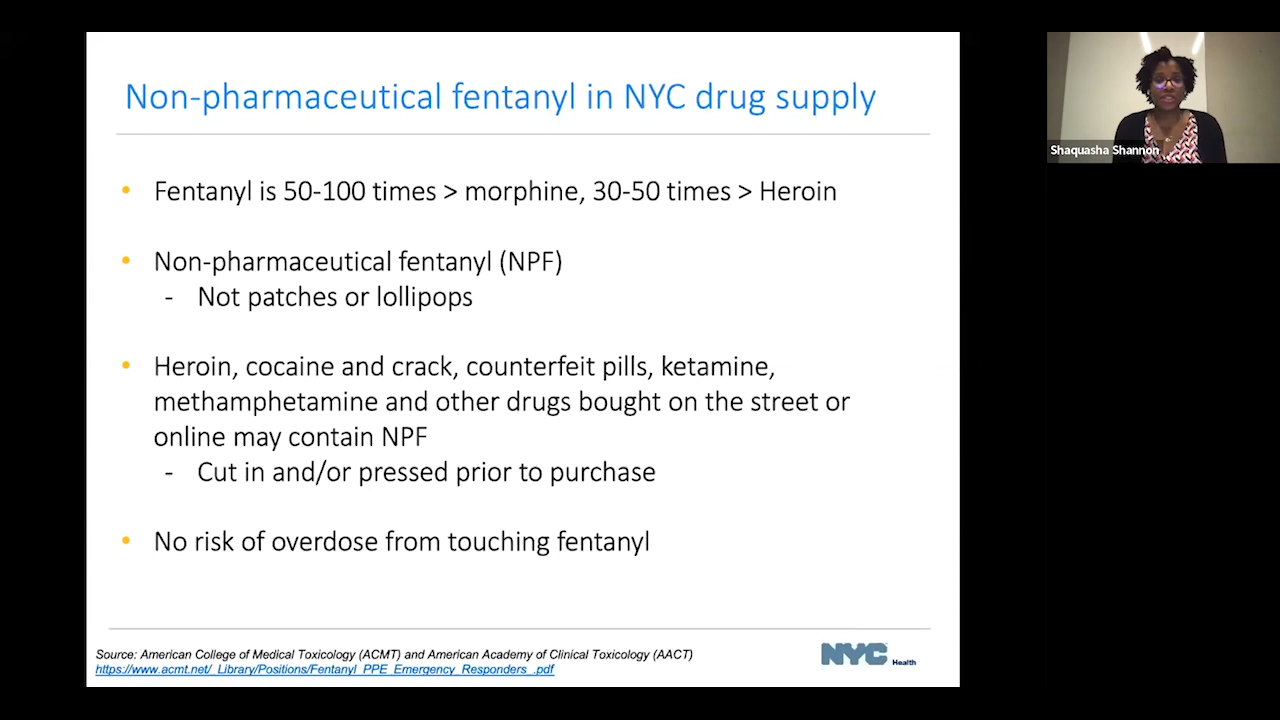 Non-pharmaceutical fentanyl in NYC drug supply
• Fentanyl is 50-100 times > morphine, 30-50 times > Heroin
• Non-pharmaceutical fentanyl (NPF)
- Not patches or lollipops
• Heroin, cocaine and crack, counterfeit pills, ketamine,
methamphetamine and other drugs bought on the street or
online may contain NPF
- Cut in and/or pressed prior to purchase
• No risk of overdose from touching fentanyl
Source: American College of Medical Toxicology (ACMT) and American Academy of Clinical Toxicology (AACT)
https://www.acmt.net/_Library/Positions/Fentanyl_PPE_Emergency_Responders_.pdf
NYC Health
Shaquasha Shannon